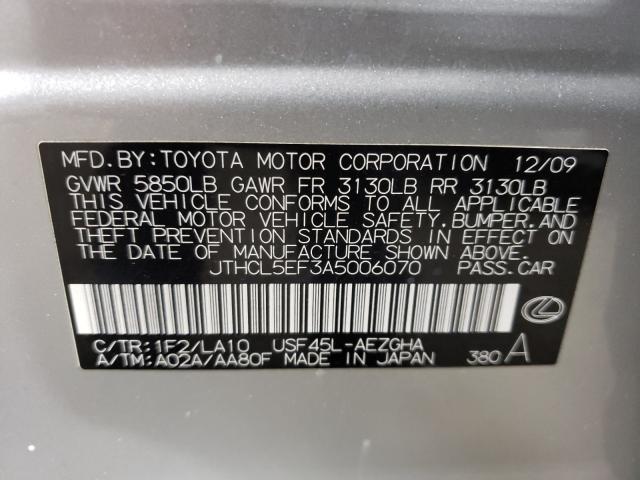 MFD.BY:TOYOTA MOTOR CORPORATION 12/09
GVWR 5850LB GAWR FR 3130LB RR 3130LB
THIS VEHICLE CONFORMS TO ALL APPLICABLE
FEDERAL MOTOR VEHICLE SAFETY,BUMPER,AND
THEFT PREVENTION STANDARDS IN EFFECT ON
THE DATE OF MANUFACTURE SHOWN ABOVE.
JTHCL5EF3A5006070 PASS.CAR
C/TR:1F2/LA10 USF45L-AEZGHA
A/TM:A02A/AA80F MADE IN JAPAN 380 A